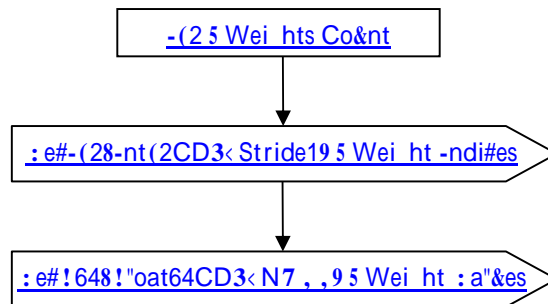 -(2 5 Wei hts Co&nt
: e#-(28-nt(2CD3< Stride19 5 Wei ht -ndi#es
: e#!648!"oat64CD3< N7 , ,9 5 Wei ht : a"&es